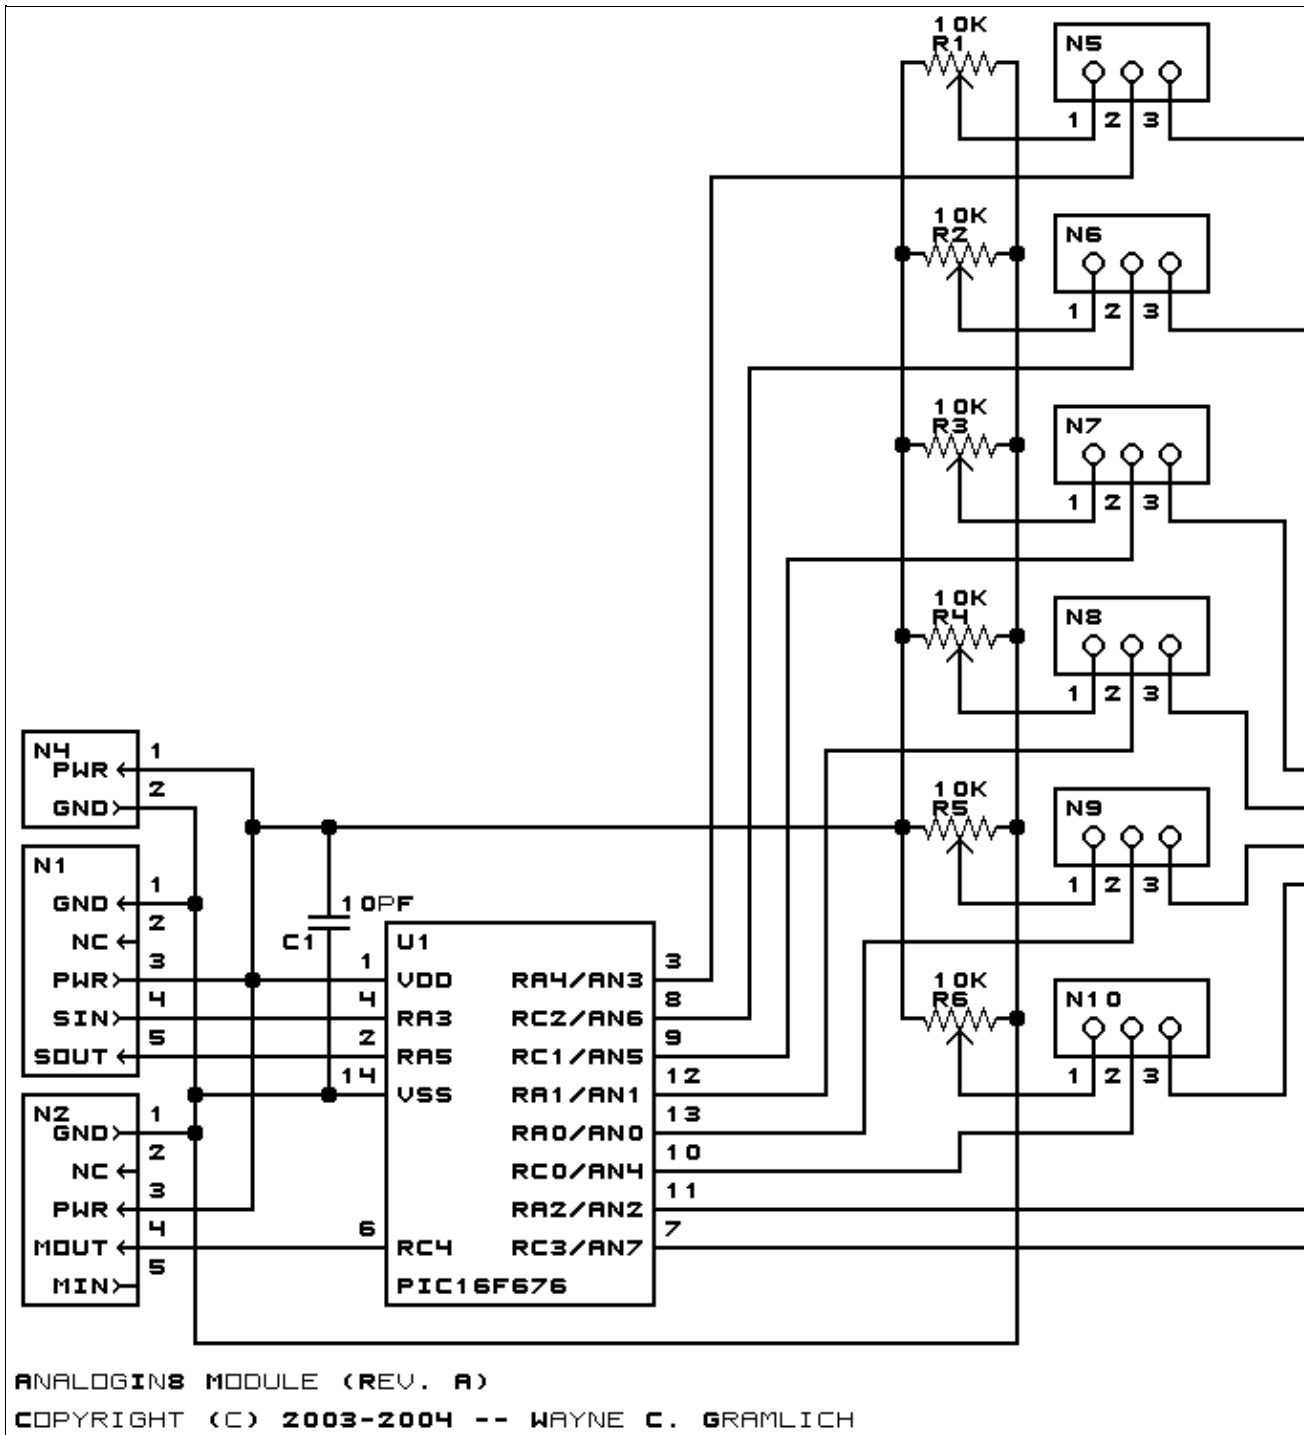 10K
R1
N5
1 2 3
10K
R2
N6
1 2 3
10K
R3
N7
1 2 3
10K
R4
N8
1 2 3
N4
PWR 1
GND 2
10K
R5
N9
1 2 3
N1
GND 1
NC 2
PWR 3
SIN 4
SOUT 5
10PF
C1
U1
1 VDD RA4/AN3 3
4 RA3 RC2/AN6 8
2 RA5 RC1/AN5 9
14 VSS RA1/AN1 12
RA0/AN0 13
RC0/AN4 10
RA2/AN2 11
6 RC4 RC3/AN7 7
PIC16F676
10K
R6
N10
1 2 3
N2
GND 1
NC 2
PWR 3
MOUT 4
MIN 5
ANALOGIN8 MODULE (REV. A)
COPYRIGHT (C) 2003-2004 -- WAYNE C. GRAMLICH